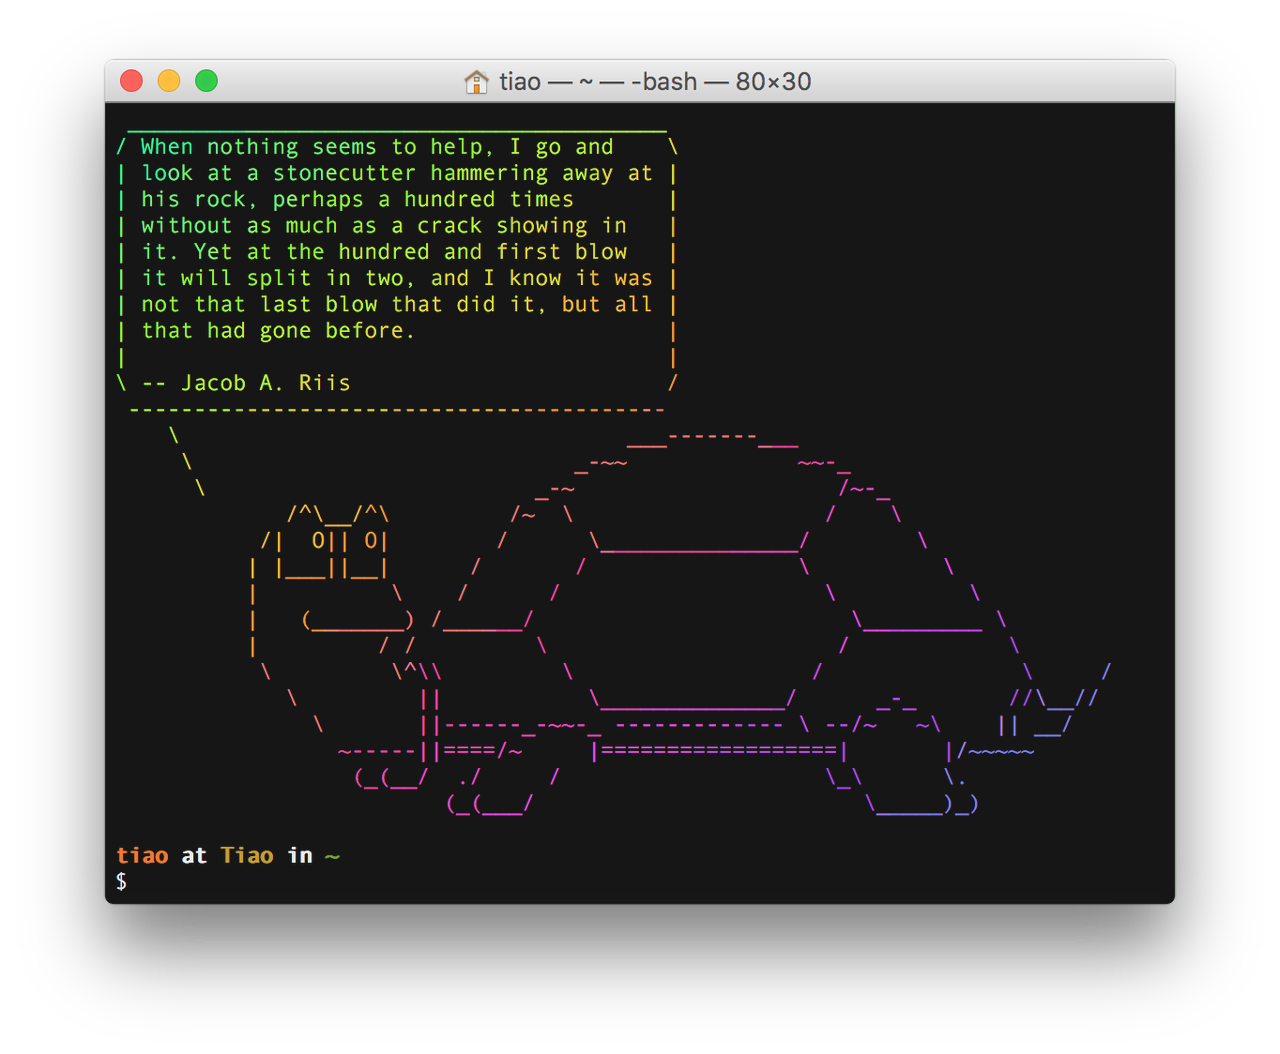 tiao — ~ — -bash — 80×30
When nothing seems to help, I go and
look at a stonecutter hammering away at
his rock, perhaps a hundred times
without as much as a crack showing in
it. Yet at the hundred and first blow
it will split in two, and I know it was
not that last blow that did it, but all
that had gone before.
-- Jacob A. Riis
tiao at Tiao in ~
$